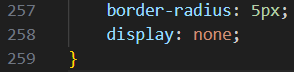 257 border-radius: 5px;
258 display: none;
259 }